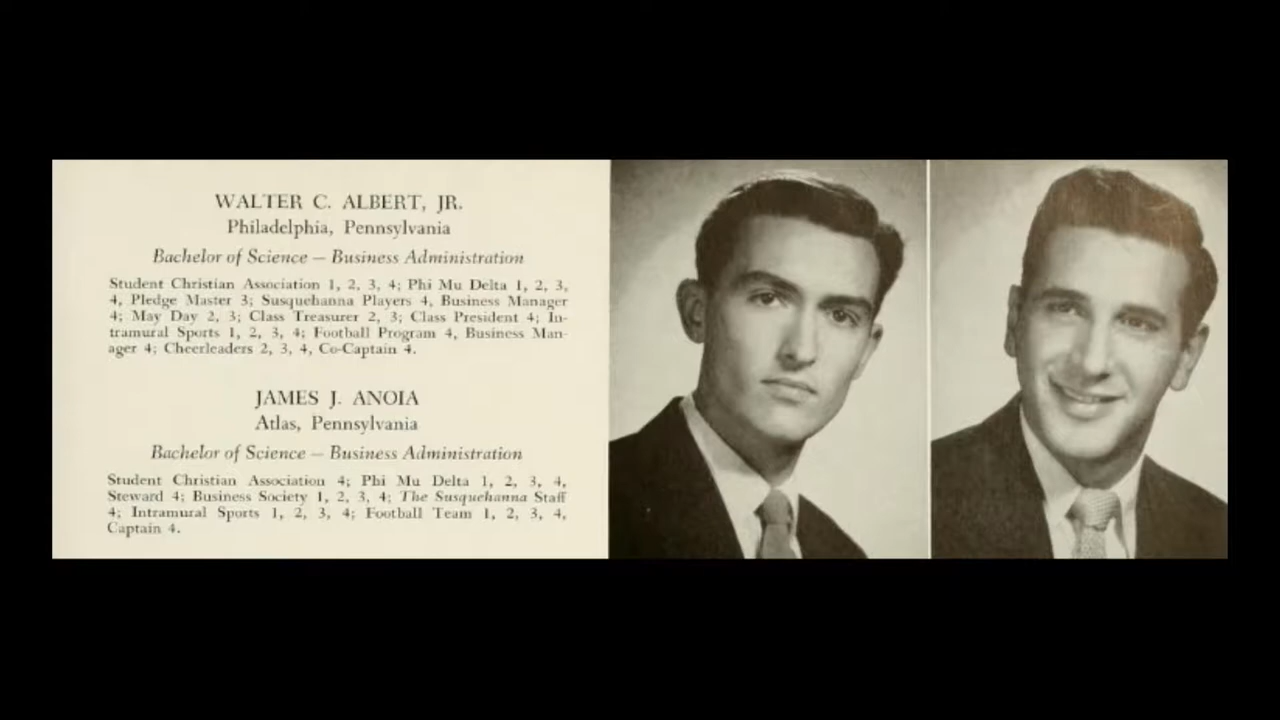 WALTER C. ALBERT, JR.
Philadelphia, Pennsylvania
Bachelor of Science — Business Administration
Student Christian Association 1, 2, 3, 4; Phi Mu Delta 1, 2, 3,
4, Pledge Master 3; Susquehanna Players 4, Business Manager
4; May Day 2, 3; Class Treasurer 2, 3; Class President 4; In-
tramural Sports 1, 2, 3, 4; Football Program 4, Business Man-
ager 4; Cheerleaders 2, 3, 4, Co-Captain 4.
JAMES J. ANOIA
Atlas, Pennsylvania
Bachelor of Science — Business Administration
Student Christian Association 4; Phi Mu Delta 1, 2, 3, 4,
Steward 4; Business Society 1, 2, 3, 4; The Susquehanna Staff
4; Intramural Sports 1, 2, 3, 4; Football Team 1, 2, 3, 4,
Captain 4.